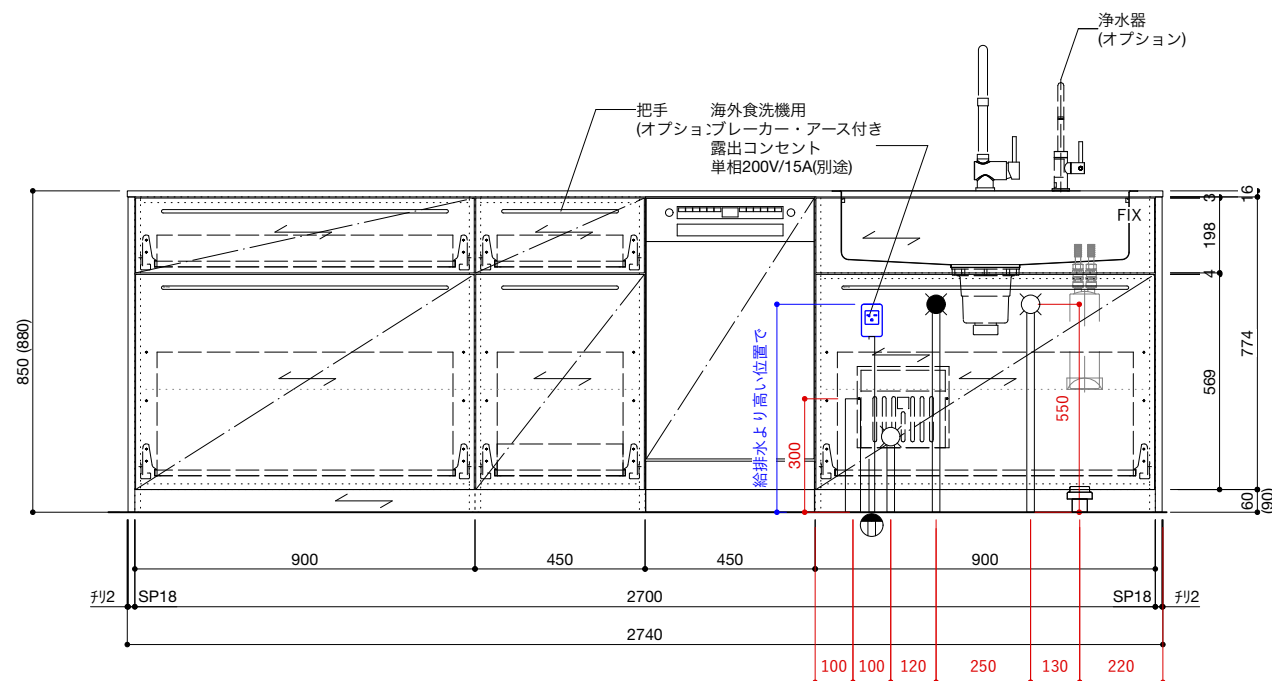 浄水器
(オプション)
把手
(オプション
海外食洗機用
ブレーカー・アース付き
露出コンセント
単相200V/15A(別途)
FIX
16
3
198
4
774
569
60
(90)
850 (880)
給排水より高い位置で
300
550
900
450
450
900
チリ2
SP18
2700
SP18
チリ2
2740
100
100
120
250
130
220